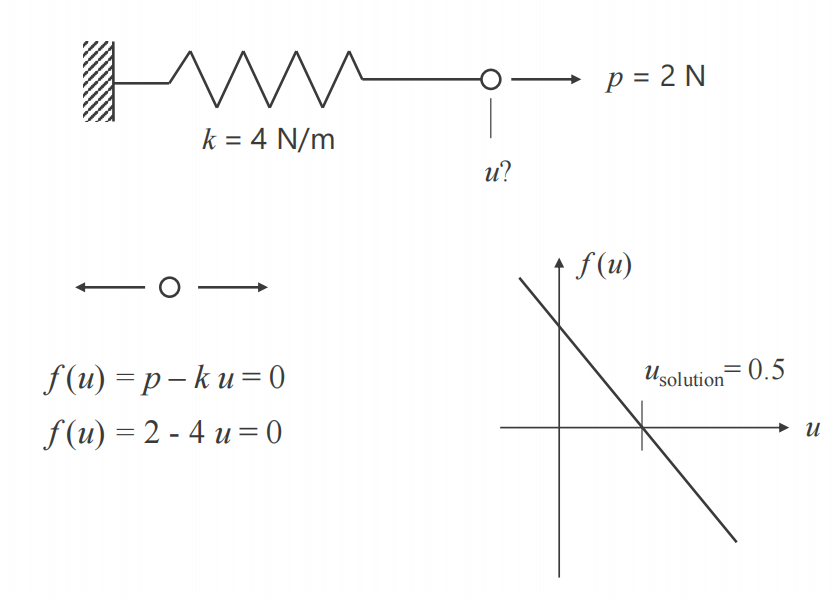 p = 2 N
k = 4 N/m
u?
f(u)
f(u) = p – k u = 0
usolution= 0.5
f(u) = 2 - 4 u = 0
u